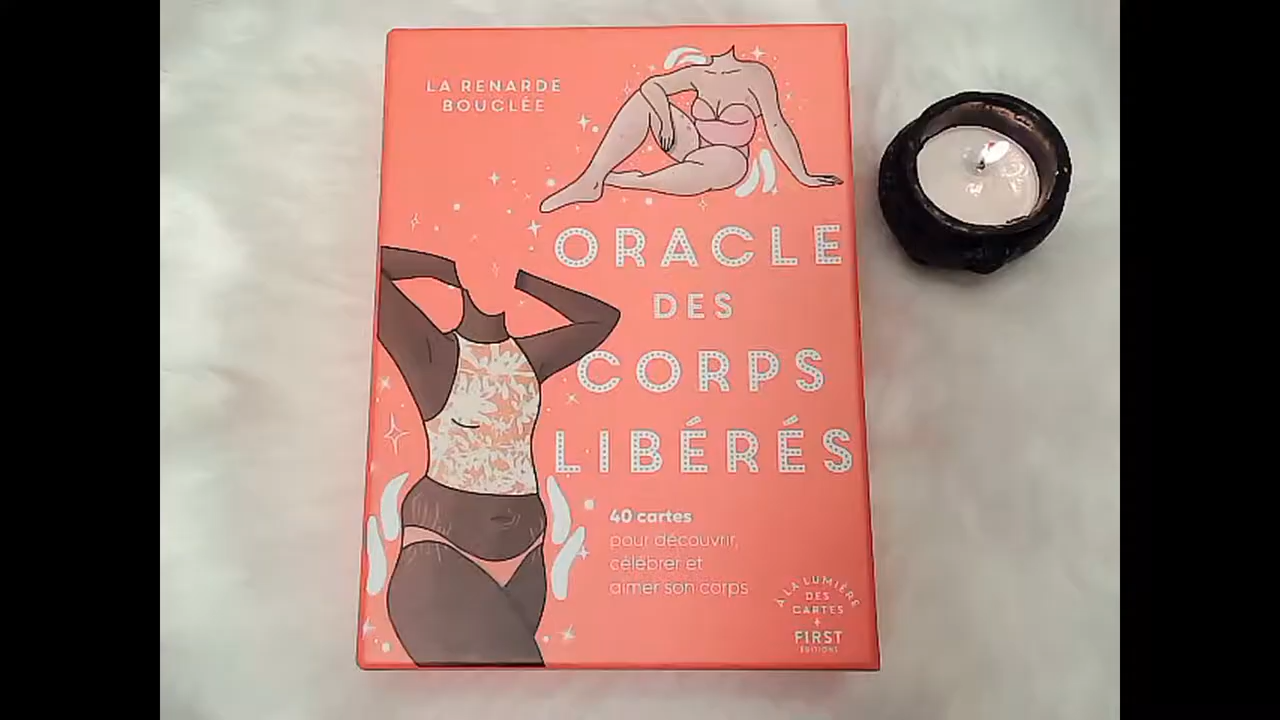 LA RENARDE
BOUCLÉE
ORACLE
DES
CORPS
LIBÉRÉS
40 cartes
pour découvrir,
célébrer et
aimer son corps
À LA LUMIÈRE
DES
CARTES
+
FIRST
ÉDITIONS